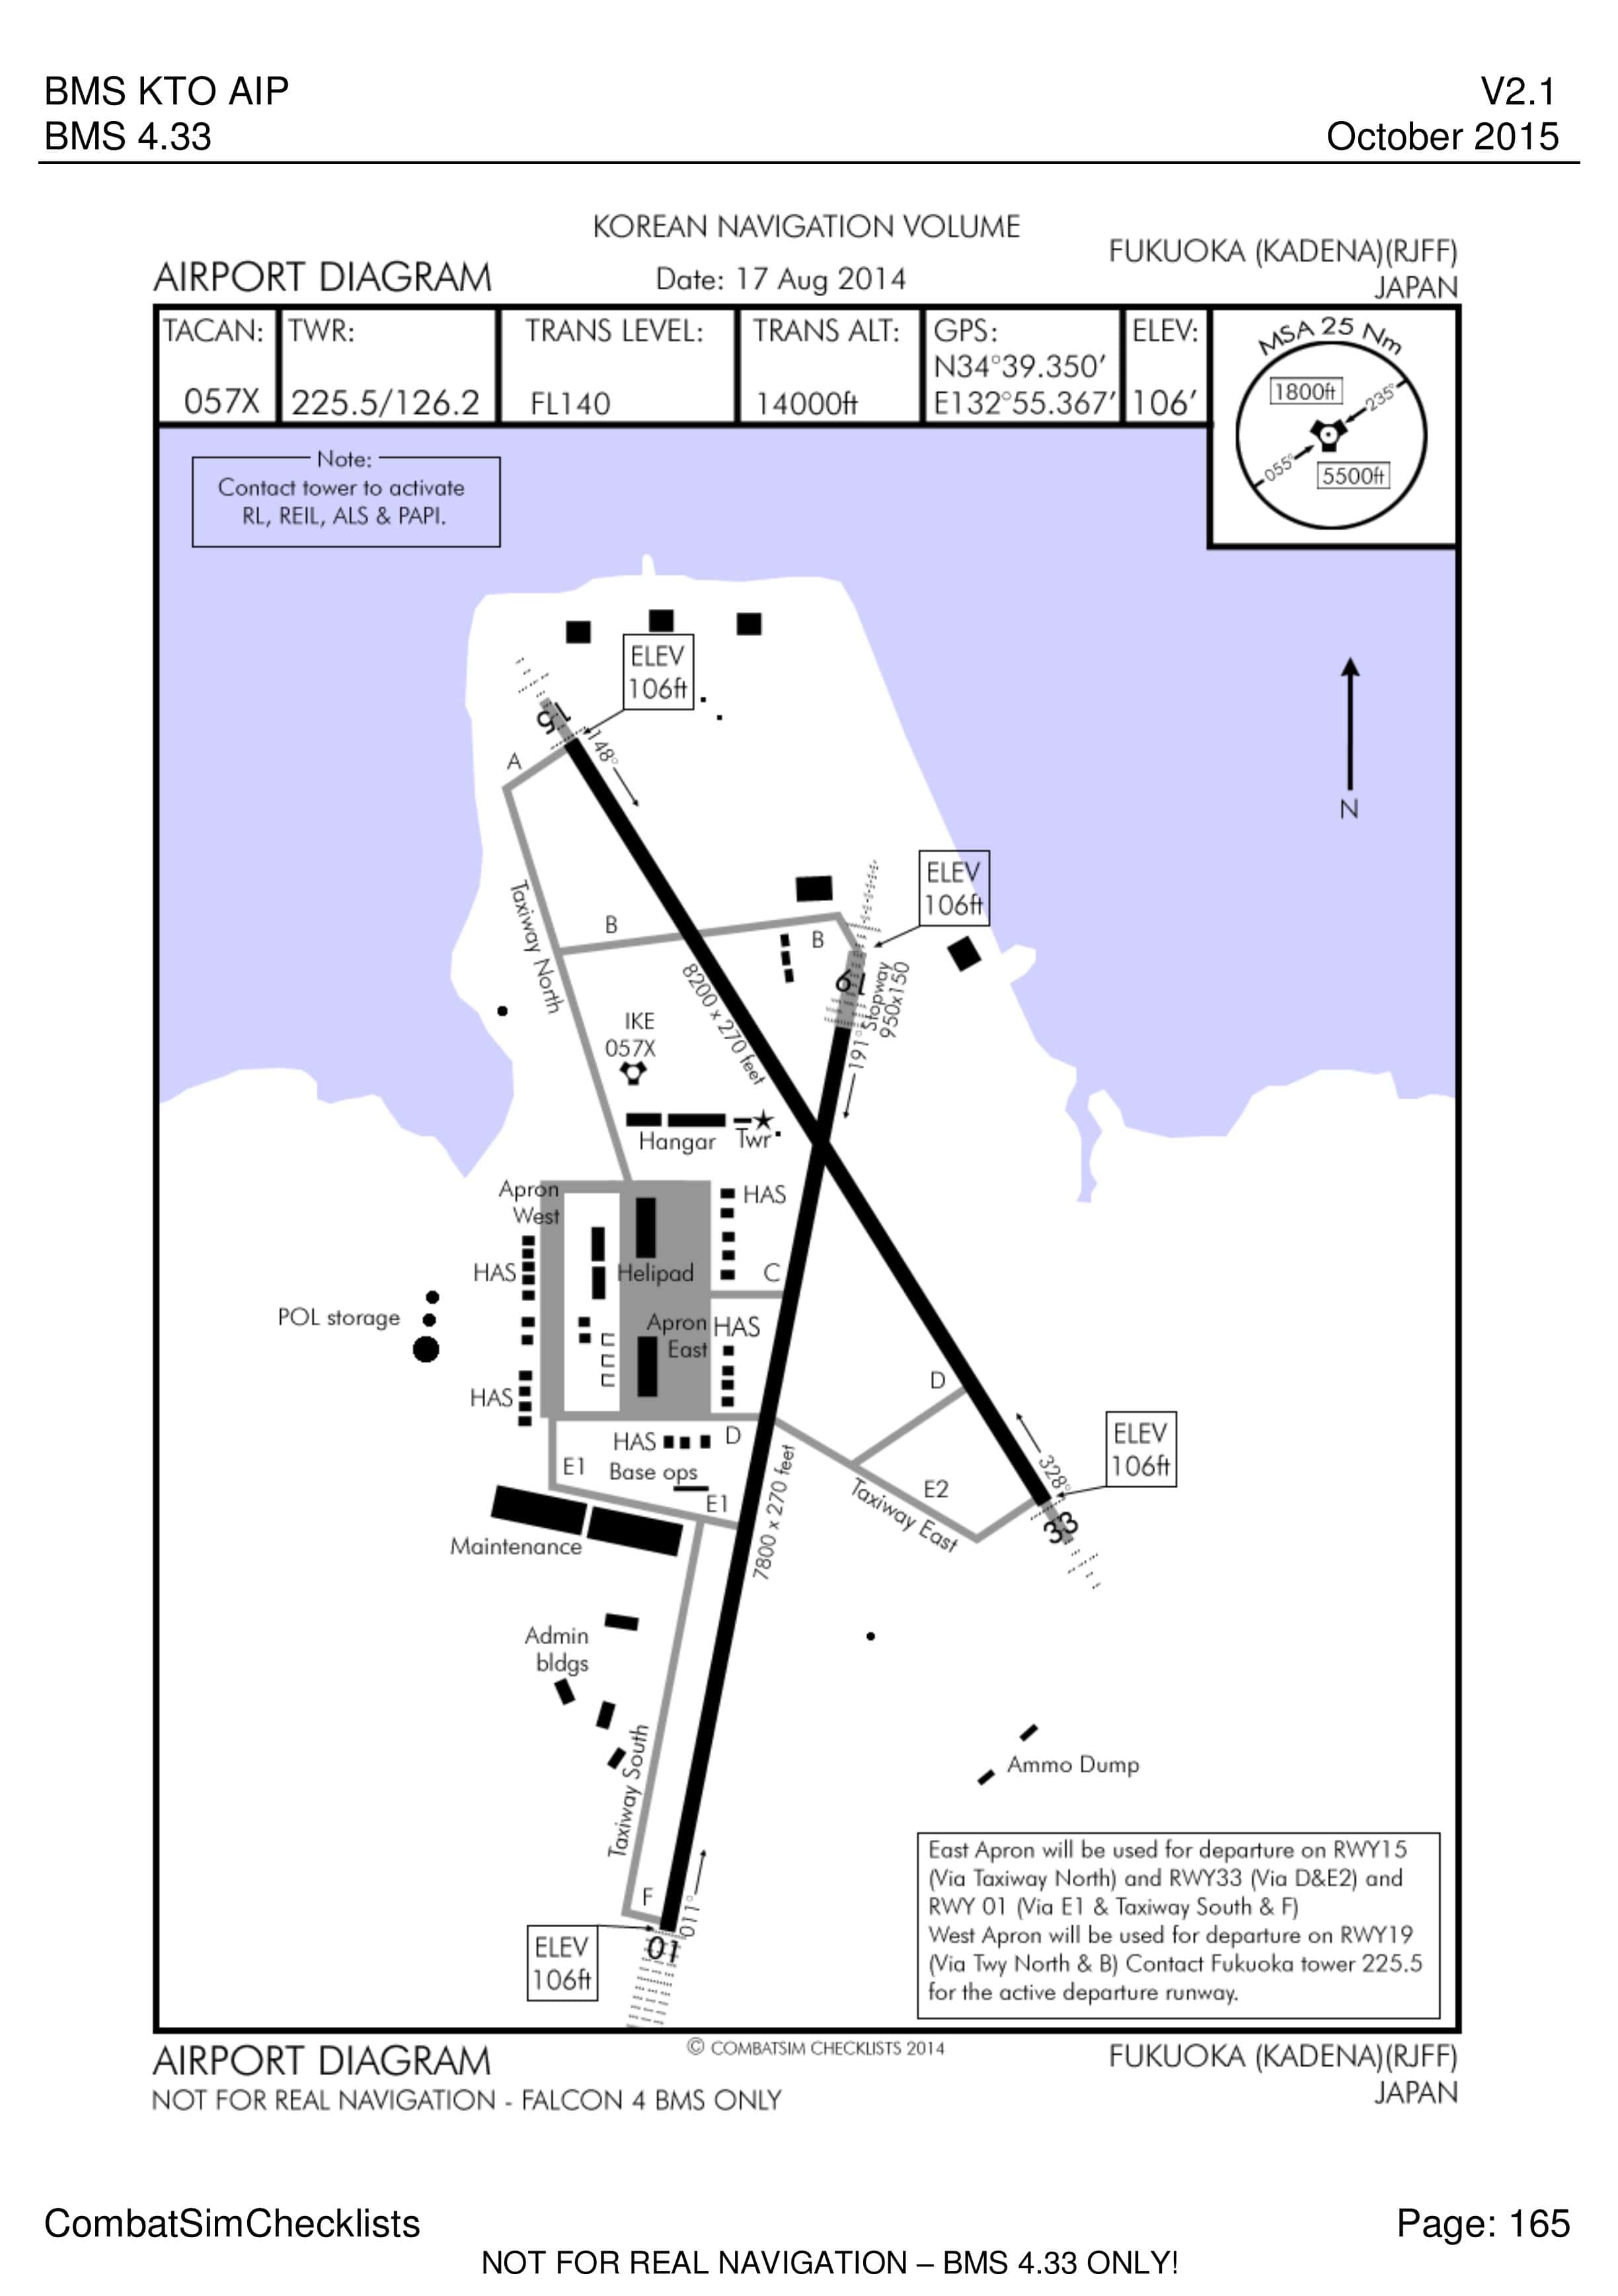 BMS KTO AIP
V2.1
BMS 4.33
October 2015
KOREAN NAVIGATION VOLUME
AIRPORT DIAGRAM
Date: 17 Aug 2014
FUKUOKA (KADENA)(RJFF)
JAPAN
TACAN:
057X
TWR:
225.5/126.2
TRANS LEVEL:
FL140
TRANS ALT:
14000ft
GPS:
N34°39.350'
E132°55.367'
ELEV:
106'
MSA 25 Nm
1800ft
235°
055°
5500ft
Note:
Contact tower to activate
RL, REIL, ALS & PAPI.
ELEV
106ft
15
148°
A
N
Taxiway North
B
B
ELEV
106ft
19
Stopway
950x150
191°
8200 x 270 feet
IKE
057X
Hangar
Twr
Apron
West
HAS
HAS
Helipad
C
POL storage
Apron
East
HAS
HAS
D
HAS
D
E1
Base ops
E1
ELEV
106ft
328°
33
E2
Taxiway East
7800 x 270 feet
Maintenance
Admin
bldgs
Taxiway South
Ammo Dump
F
011°
01
ELEV
106ft
East Apron will be used for departure on RWY15
(Via Taxiway North) and RWY33 (Via D&E2) and
RWY 01 (Via E1 & Taxiway South & F)
West Apron will be used for departure on RWY19
(Via Twy North & B) Contact Fukuoka tower 225.5
for the active departure runway.
AIRPORT DIAGRAM
© COMBATSIM CHECKLISTS 2014
FUKUOKA (KADENA)(RJFF)
JAPAN
NOT FOR REAL NAVIGATION - FALCON 4 BMS ONLY
CombatSimChecklists
Page: 165
NOT FOR REAL NAVIGATION – BMS 4.33 ONLY!